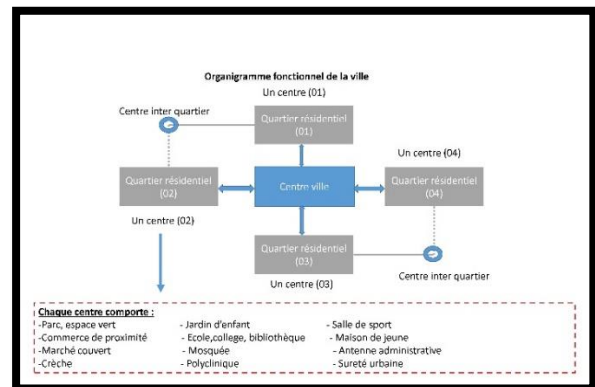 Organigramme fonctionnel de la ville
Un centre (01)
Centre inter quartier
Quartier résidentiel
(01)
Un centre (04)
Quartier résidentiel
(02)
Centre ville
Quartier résidentiel
(04)
Un centre (02)
Quartier résidentiel
(03)
Un centre (03)
Centre inter quartier
Chaque centre comporte :
-Parc, espace vert - Jardin d'enfant - Salle de sport
-Commerce de proximité - Ecole,college, bibliothèque - Maison de jeune
-Marché couvert - Mosquée - Antenne administrative
-Crèche - Polyclinique - Sureté urbaine